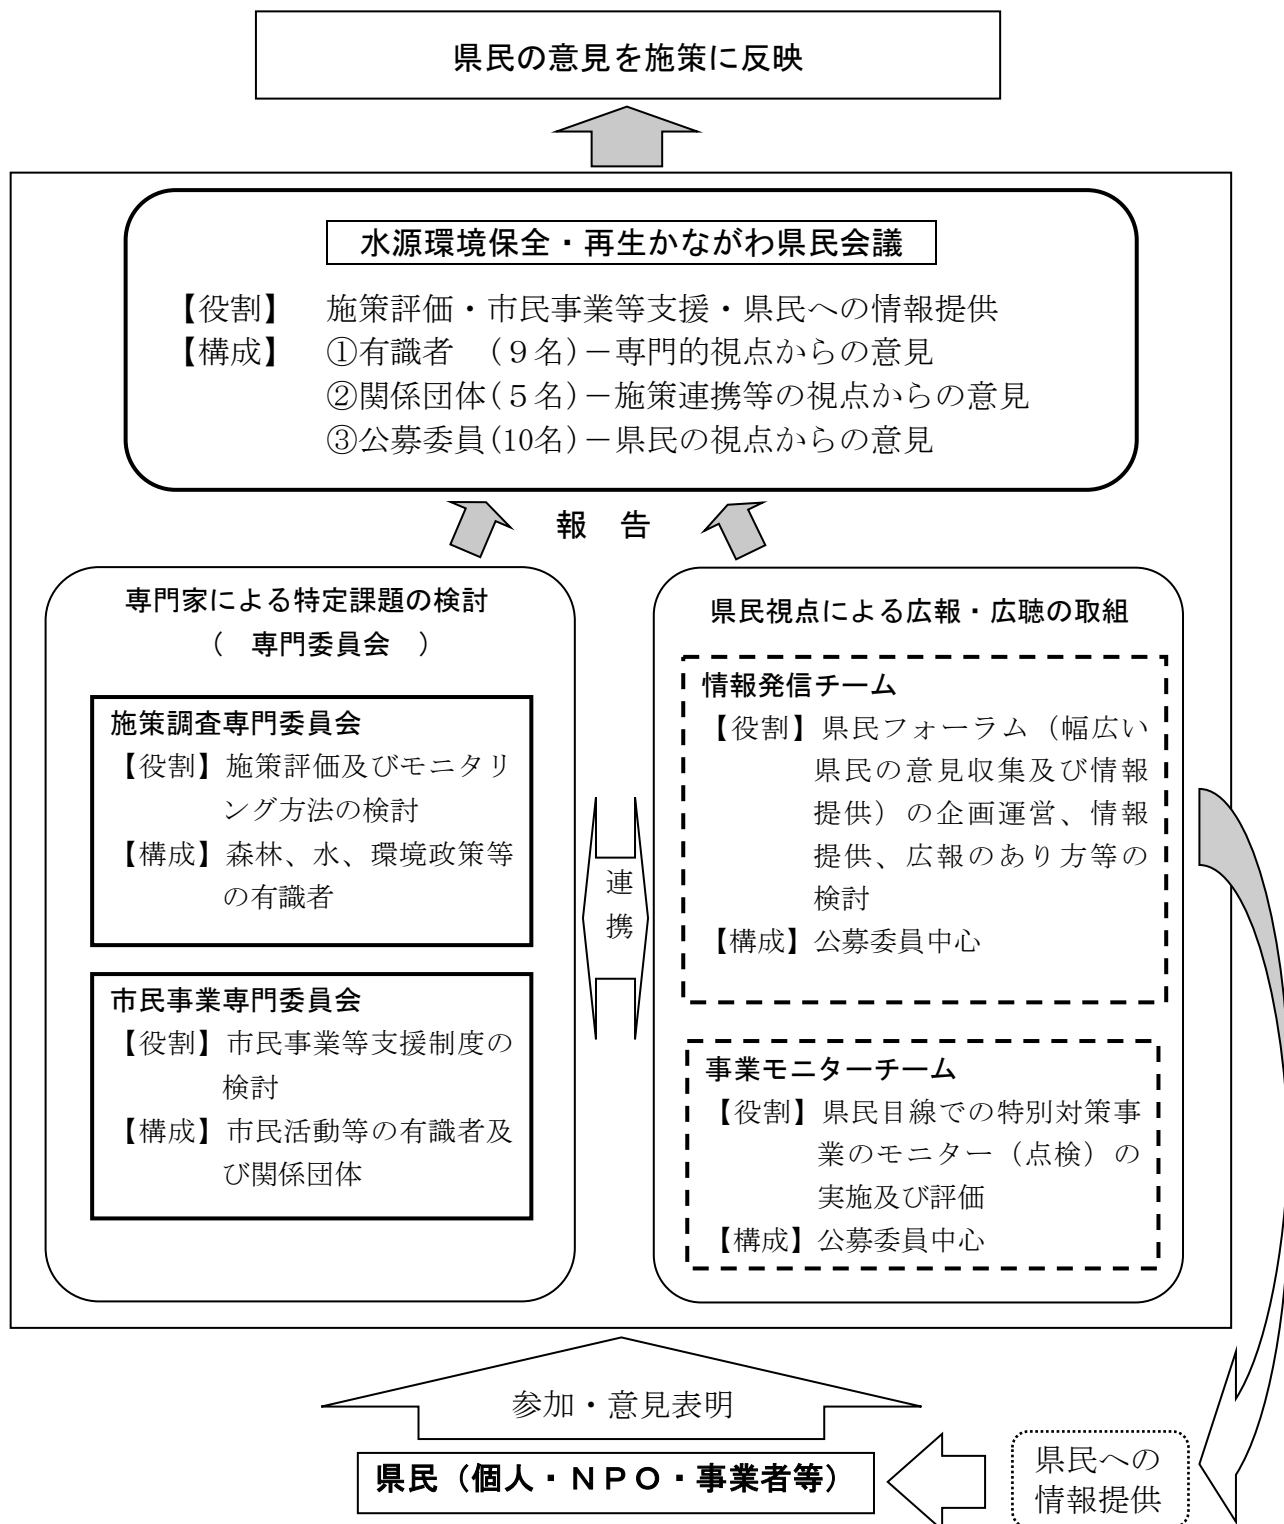 県民の意見を施策に反映
水源環境保全・再生かながわ県民会議
【役割】 施策評価・市民事業等支援・県民への情報提供
【構成】 ①有識者 （９名）－専門的視点からの意見
②関係団体（５名）－施策連携等の視点からの意見
③公募委員（10名）－県民の視点からの意見
報 告
専門家による特定課題の検討
（ 専門委員会 ）
施策調査専門委員会
【役割】施策評価及びモニタリ
ング方法の検討
【構成】森林、水、環境政策等
の有識者
市民事業専門委員会
【役割】市民事業等支援制度の
検討
【構成】市民活動等の有識者及
び関係団体
連
携
県民視点による広報・広聴の取組
情報発信チーム
【役割】県民フォーラム（幅広い
県民の意見収集及び情報
提供）の企画運営、情報
提供、広報のあり方等の
検討
【構成】公募委員中心
事業モニターチーム
【役割】県民目線での特別対策事
業のモニター（点検）の
実施及び評価
【構成】公募委員中心
参加・意見表明
県民（個人・ＮＰＯ・事業者等）
県民への
情報提供